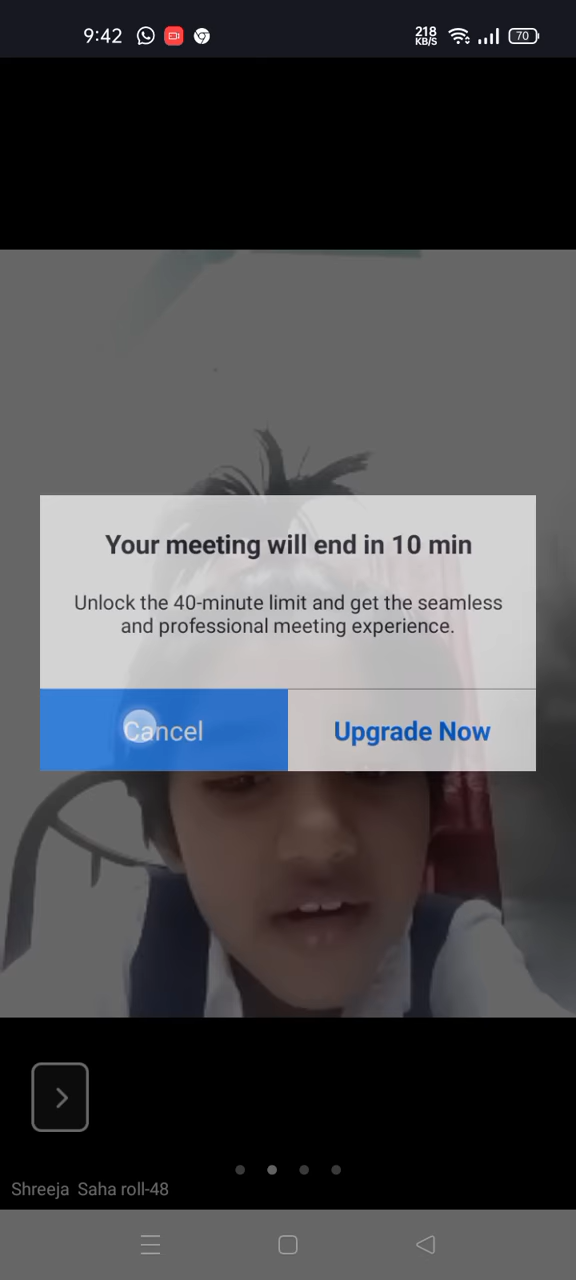 9:42
218
KB/S
70
Your meeting will end in 10 min
Unlock the 40-minute limit and get the seamless
and professional meeting experience.
Cancel
Upgrade Now
Shreeja Saha roll-48